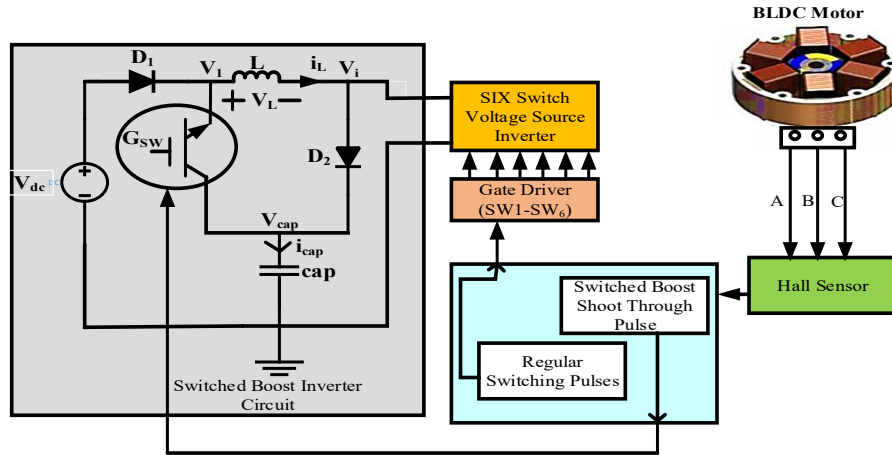 BLDC Motor
D1
V1
L
iL
Vi
VL
GSW
D2
Vdc
DC
Vcap
icap
cap
Switched Boost Inverter
Circuit
SIX Switch
Voltage Source
Inverter
Gate Driver
(SW1-SW6)
A
B
C
Hall Sensor
Switched Boost
Shoot Through
Pulse
Regular
Switching Pulses